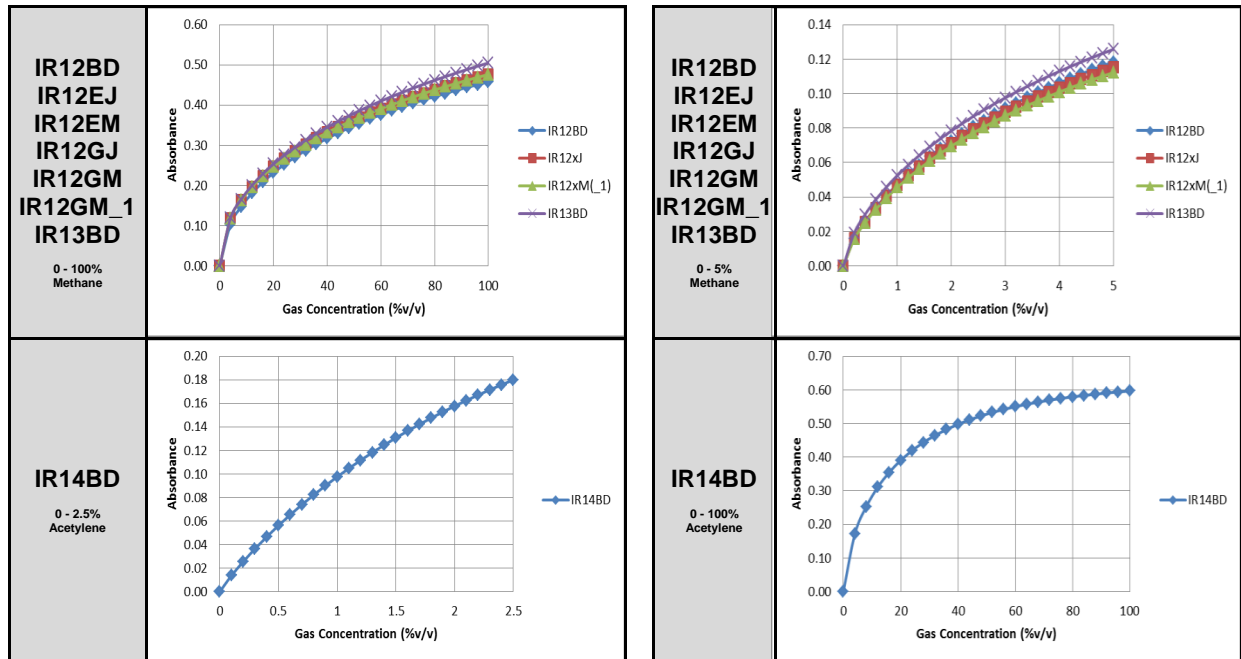 IR12BD
IR12EJ
IR12EM
IR12GJ
IR12GM
IR12GM_1
IR13BD
0 - 100%
Methane
Absorbance
0.60
0.50
0.40
0.30
0.20
0.10
0.00
0 20 40 60 80 100
Gas Concentration (%v/v)
IR12BD
IR12xJ
IR12xM(_1)
IR13BD
IR12BD
IR12EJ
IR12EM
IR12GJ
IR12GM
IR12GM_1
IR13BD
0 - 5%
Methane
Absorbance
0.14
0.12
0.10
0.08
0.06
0.04
0.02
0.00
0 1 2 3 4 5
Gas Concentration (%v/v)
IR12BD
IR12xJ
IR12xM(_1)
IR13BD
IR14BD
0 - 2.5%
Acetylene
Absorbance
0.20
0.18
0.16
0.14
0.12
0.10
0.08
0.06
0.04
0.02
0.00
0 0.5 1 1.5 2 2.5
Gas Concentration (%v/v)
IR14BD
IR14BD
0 - 100%
Acetylene
Absorbance
0.70
0.60
0.50
0.40
0.30
0.20
0.10
0.00
0 20 40 60 80 100
Gas Concentration (%v/v)
IR14BD